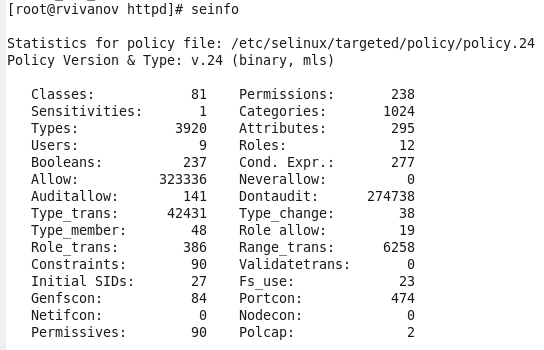 [root@rvivanov httpd]# seinfo
Statistics for policy file: /etc/selinux/targeted/policy/policy.24
Policy Version & Type: v.24 (binary, mls)
Classes: 81 Permissions: 238
Sensitivities: 1 Categories: 1024
Types: 3920 Attributes: 295
Users: 9 Roles: 12
Booleans: 237 Cond. Expr.: 277
Allow: 323336 Neverallow: 0
Auditallow: 141 Dontaudit: 274738
Type_trans: 42431 Type_change: 38
Type_member: 48 Role allow: 19
Role_trans: 386 Range_trans: 6258
Constraints: 90 Validatetrans: 0
Initial SIDs: 27 Fs_use: 23
Genfscon: 84 Portcon: 474
Netifcon: 0 Nodecon: 0
Permissives: 90 Polcap: 2